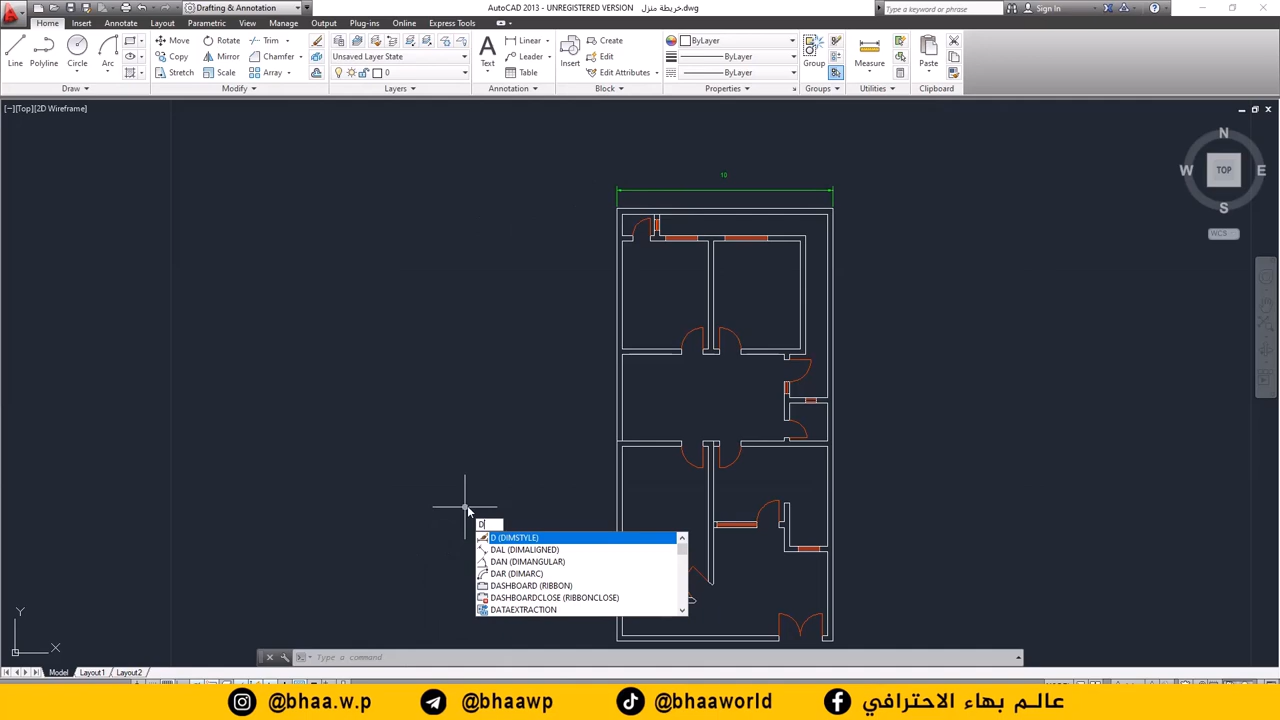 Drafting & Annotation
AutoCAD 2013 - UNREGISTERED VERSION خريطة منزل.dwg
Type a keyword or phrase
Sign In
Home Insert Annotate Layout Parametric View Manage Output Plug-ins Online Express Tools
Line Polyline Circle Arc
Move Rotate Trim
Copy Mirror Chamfer
Stretch Scale Array
Unsaved Layer State
0
Text
Linear
Leader
Table
Insert
Create
Edit
Edit Attributes
ByLayer
ByLayer
ByLayer
Group
Measure
Paste
Draw Modify Layers Annotation Block Properties Groups Utilities Clipboard
[−][Top][2D Wireframe]
N
W TOP E
S
WCS
10
D
D (DIMSTYLE)
DAL (DIMALIGNED)
DAN (DIMANGULAR)
DAR (DIMARC)
DASHBOARD (RIBBON)
DASHBOARDCLOSE (RIBBONCLOSE)
DATAEXTRACTION
Y
X
Type a command
Model Layout1 Layout2
@bhaa.w.p @bhaawp @bhaaworld عالم بهاء الاحترافي